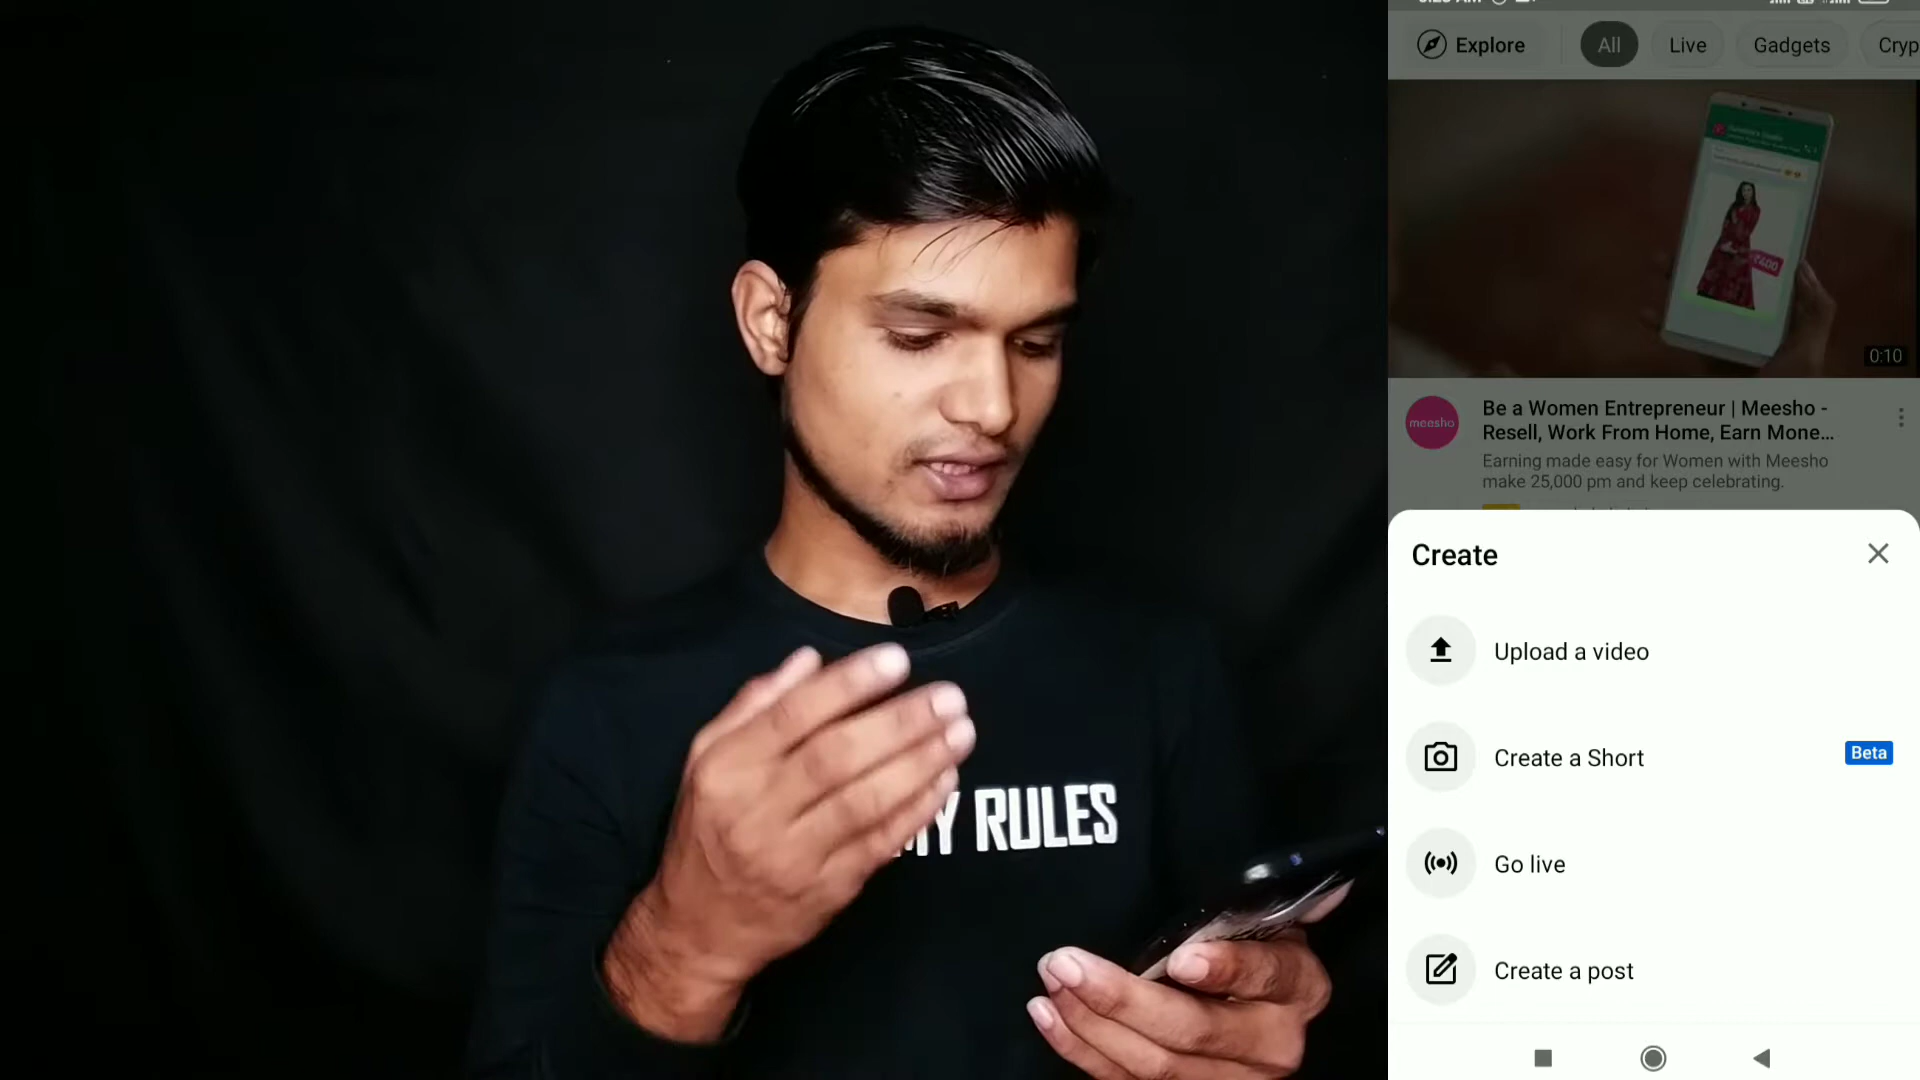 Explore
All
Live
Gadgets
Cryp
₹400
0:10
meesho
Be a Women Entrepreneur | Meesho -
Resell, Work From Home, Earn Mone...
Earning made easy for Women with Meesho
make 25,000 pm and keep celebrating.
Create
Upload a video
Create a Short
Beta
Go live
Create a post
MY RULES